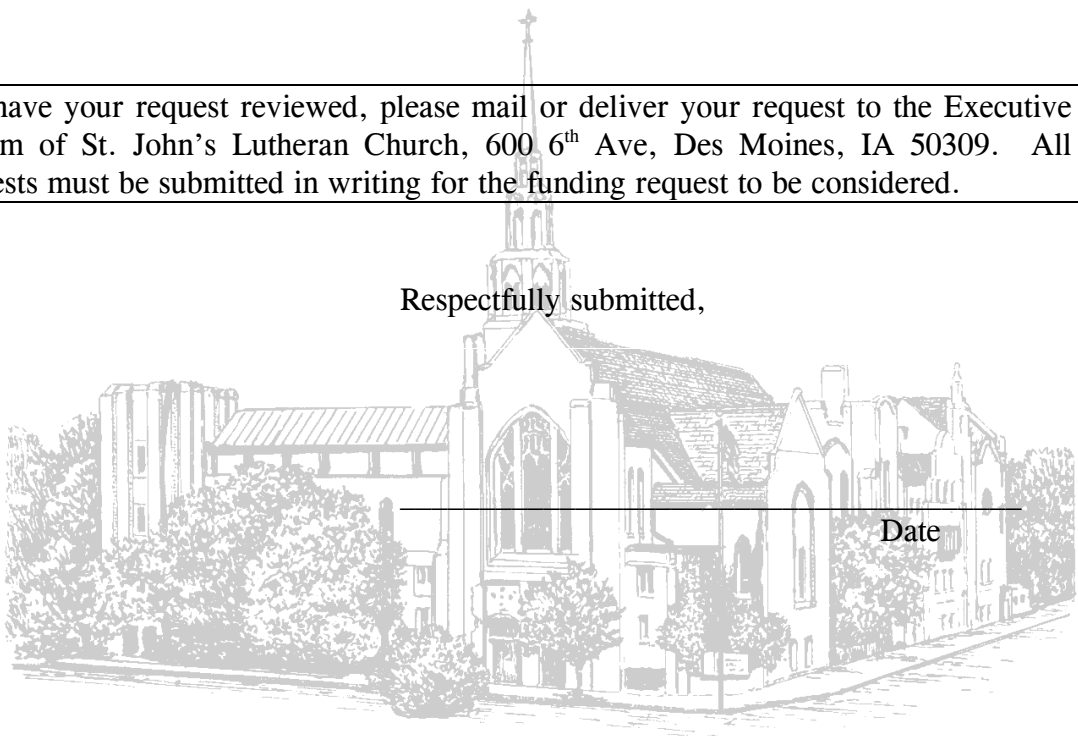 have your request reviewed, please mail or deliver your request to the Executive
m of St. John's Lutheran Church, 600 6th Ave, Des Moines, IA 50309. All
ests must be submitted in writing for the funding request to be considered.
Respectfully submitted,
Date